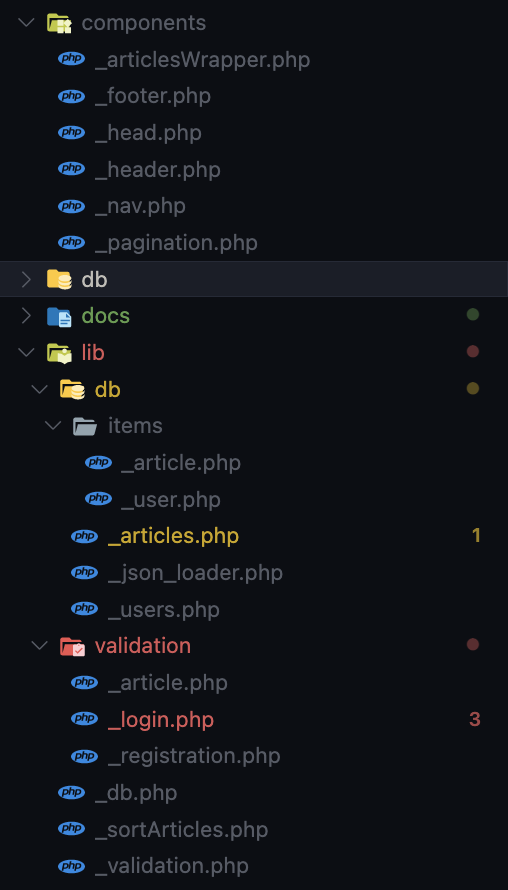 components
php _articlesWrapper.php
php _footer.php
php _head.php
php _header.php
php _nav.php
php _pagination.php
db
docs
lib
db
items
php _article.php
php _user.php
php _articles.php 1
php _json_loader.php
php _users.php
validation
php _article.php
php _login.php 3
php _registration.php
php _db.php
php _sortArticles.php
php _validation.php